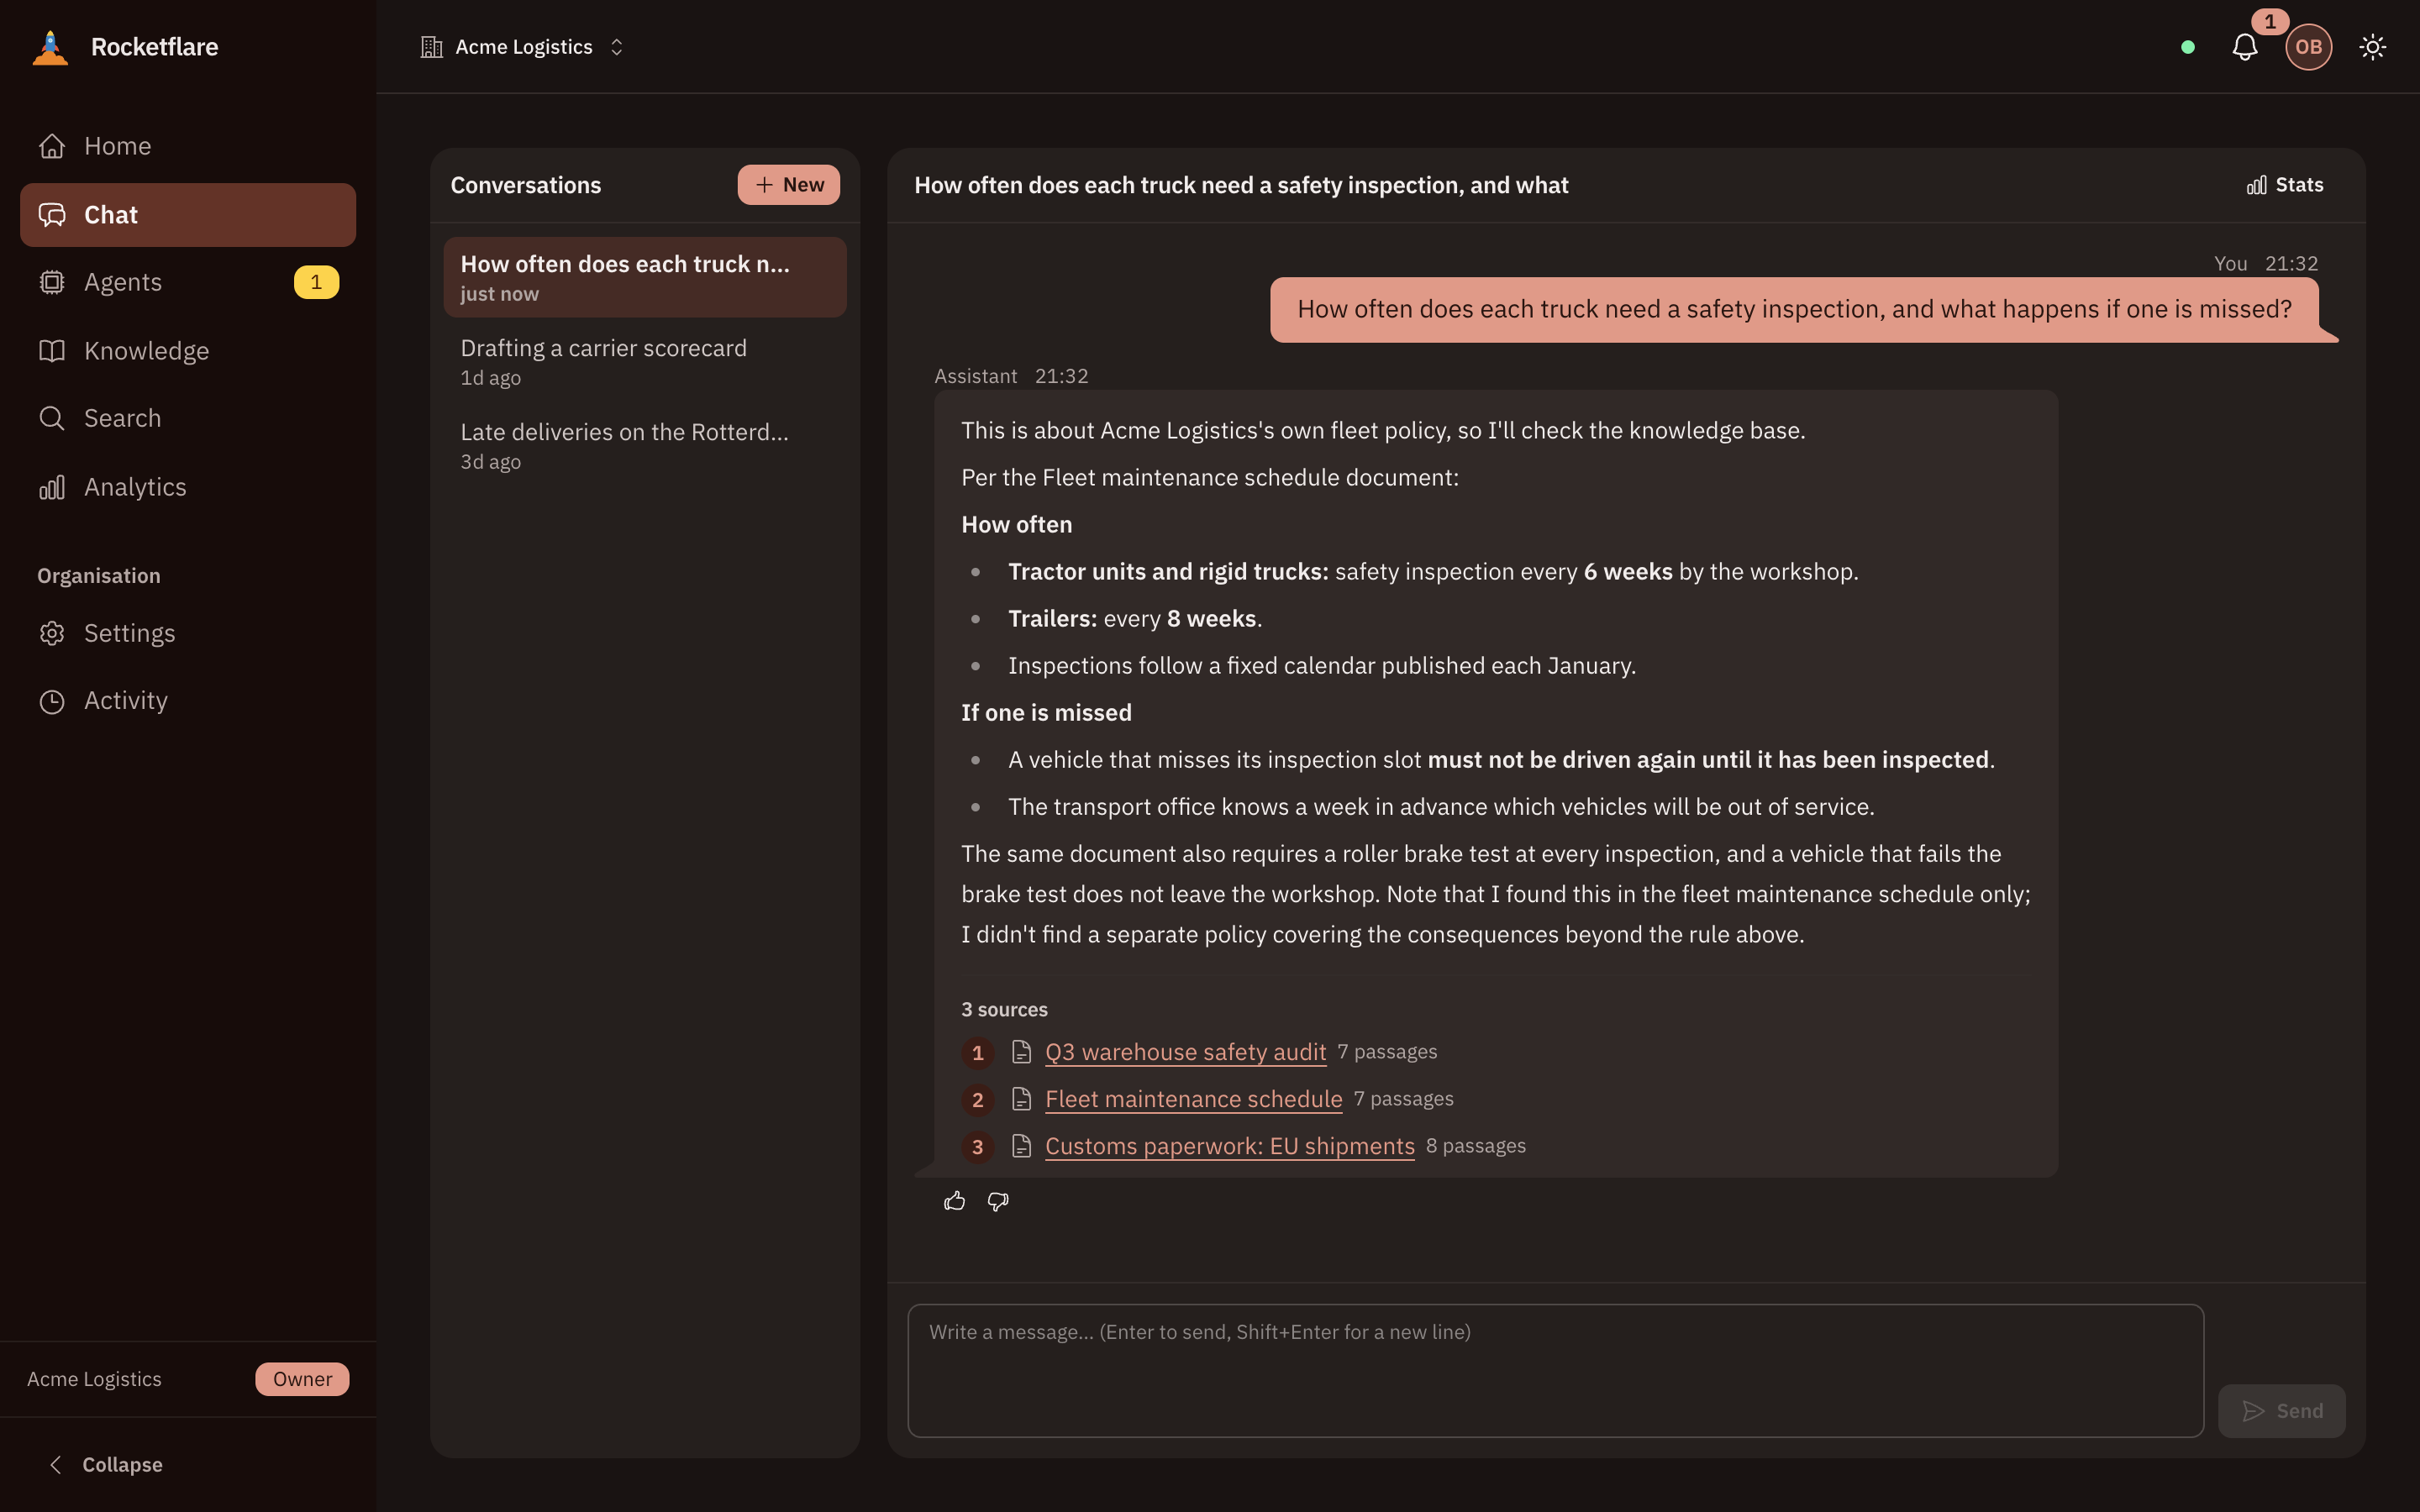 Rocketflare
Acme Logistics
1
OB
Home
Chat
Agents
1
Knowledge
Search
Analytics
Organisation
Settings
Activity
Acme Logistics
Owner
Collapse
Conversations
New
How often does each truck n...
just now
Drafting a carrier scorecard
1d ago
Late deliveries on the Rotterd...
3d ago
How often does each truck need a safety inspection, and what
Stats
You 21:32
How often does each truck need a safety inspection, and what happens if one is missed?
Assistant 21:32
This is about Acme Logistics's own fleet policy, so I'll check the knowledge base.
Per the Fleet maintenance schedule document:
How often
• Tractor units and rigid trucks: safety inspection every 6 weeks by the workshop.
• Trailers: every 8 weeks.
• Inspections follow a fixed calendar published each January.
If one is missed
• A vehicle that misses its inspection slot must not be driven again until it has been inspected.
• The transport office knows a week in advance which vehicles will be out of service.
The same document also requires a roller brake test at every inspection, and a vehicle that fails the
brake test does not leave the workshop. Note that I found this in the fleet maintenance schedule only;
I didn't find a separate policy covering the consequences beyond the rule above.
3 sources
1 Q3 warehouse safety audit 7 passages
2 Fleet maintenance schedule 7 passages
3 Customs paperwork: EU shipments 8 passages
Write a message... (Enter to send, Shift+Enter for a new line)
Send